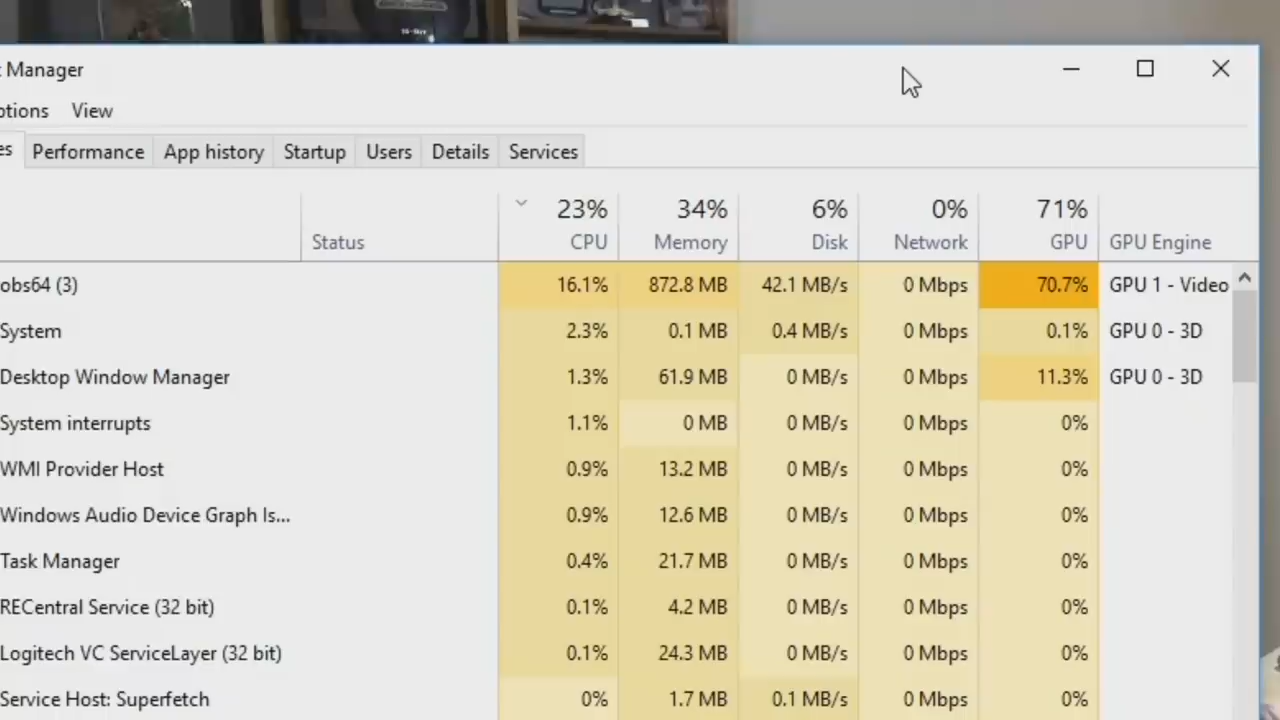 Manager
ptions View
es Performance App history Startup Users Details Services
23% 34% 6% 0% 71%
Status CPU Memory Disk Network GPU GPU Engine
obs64 (3) 16.1% 872.8 MB 42.1 MB/s 0 Mbps 70.7% GPU 1 - Video
System 2.3% 0.1 MB 0.4 MB/s 0 Mbps 0.1% GPU 0 - 3D
Desktop Window Manager 1.3% 61.9 MB 0 MB/s 0 Mbps 11.3% GPU 0 - 3D
System interrupts 1.1% 0 MB 0 MB/s 0 Mbps 0%
WMI Provider Host 0.9% 13.2 MB 0 MB/s 0 Mbps 0%
Windows Audio Device Graph Is... 0.9% 12.6 MB 0 MB/s 0 Mbps 0%
Task Manager 0.4% 21.7 MB 0 MB/s 0 Mbps 0%
RECentral Service (32 bit) 0.1% 4.2 MB 0 MB/s 0 Mbps 0%
Logitech VC ServiceLayer (32 bit) 0.1% 24.3 MB 0 MB/s 0 Mbps 0%
Service Host: Superfetch 0% 1.7 MB 0.1 MB/s 0 Mbps 0%